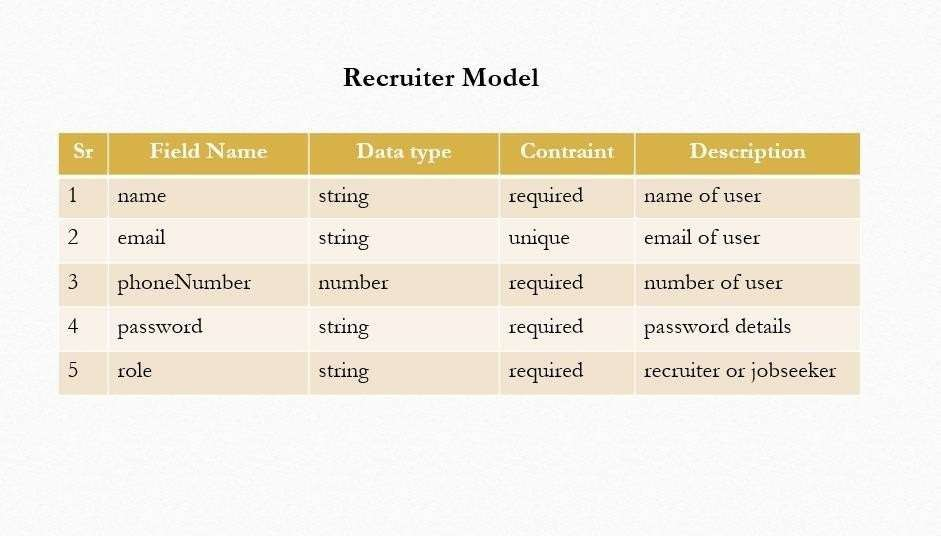 Recruiter Model
Sr Field Name Data type Contraint Description
1 name string required name of user
2 email string unique email of user
3 phoneNumber number required number of user
4 password string required password details
5 role string required recruiter or jobseeker